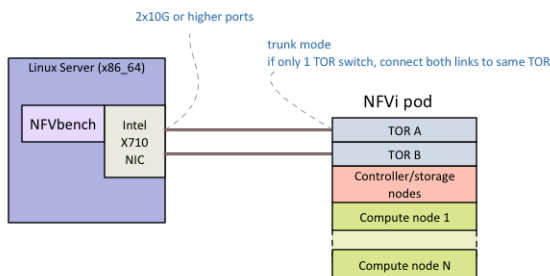 2x10G or higher ports
trunk mode
if only 1 TOR switch, connect both links to same TOR
Linux Server (x86_64)
NFVbench
Intel
X710
NIC
NFVi pod
TOR A
TOR B
Controller/storage
nodes
Compute node 1
Compute node N